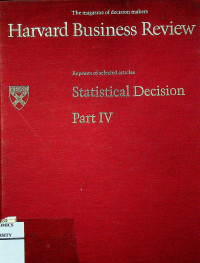 The magazine of decision makers
Harvard Business Review
Reprints of selected articles
Statistical Decision
Part IV